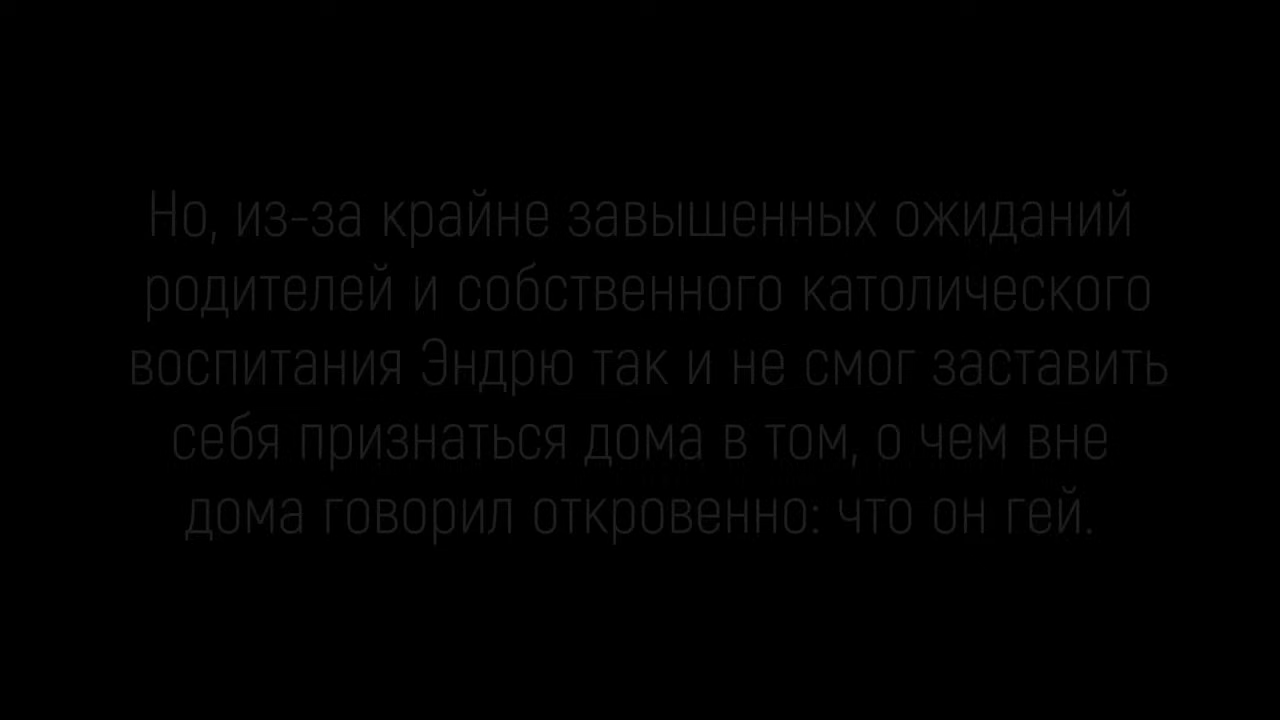 Но, из-за крайне завышенных ожиданий
родителей и собственного католического
воспитания Эндрю так и не смог заставить
себя признаться дома в том, о чем вне
дома говорил откровенно: что он гей.